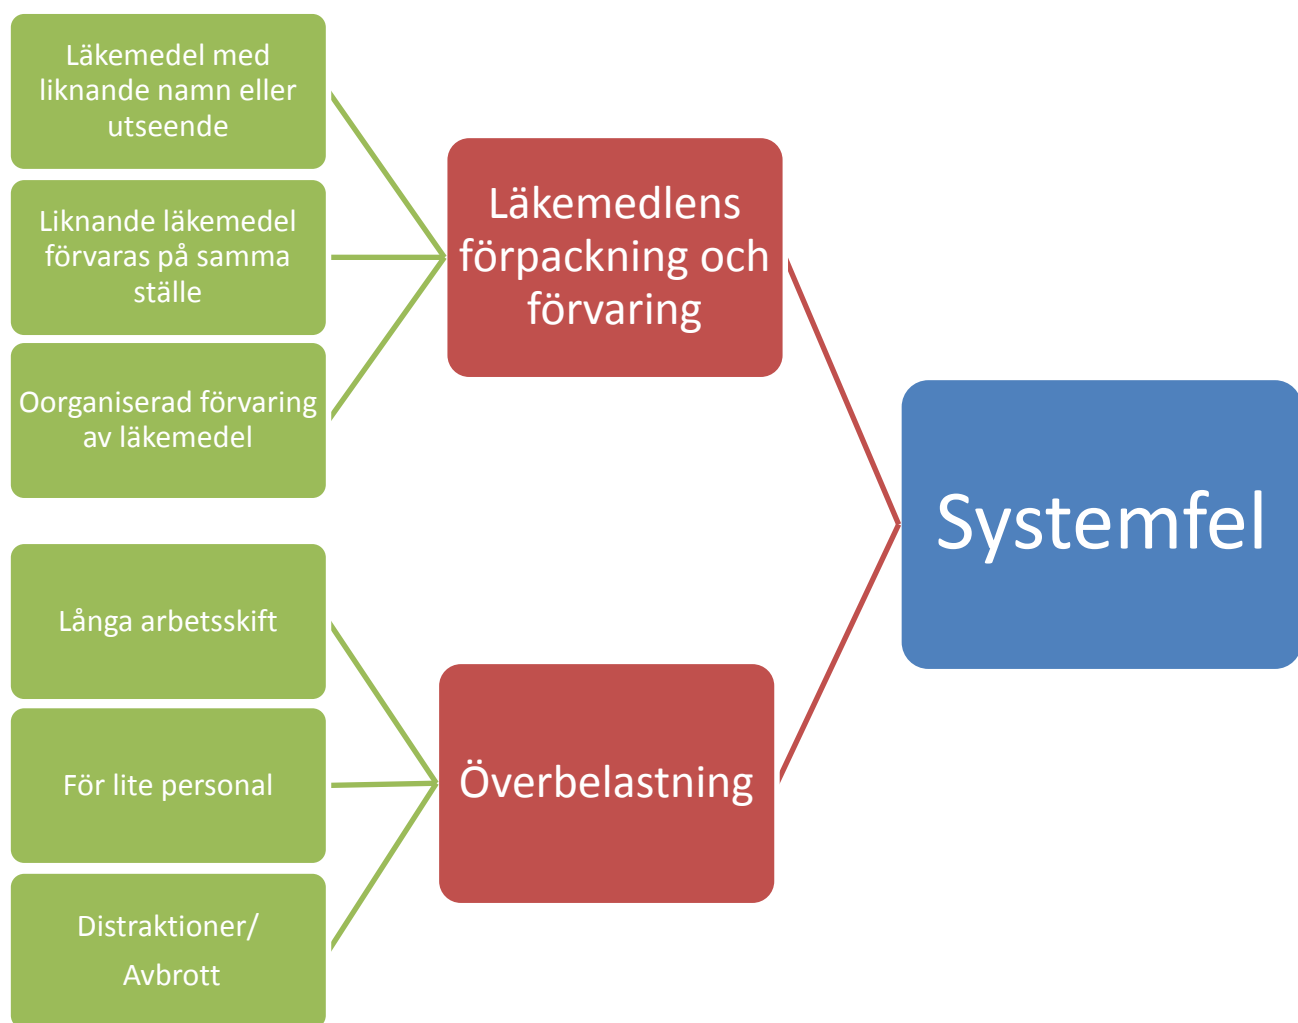 Läkemedel med
liknande namn eller
utseende
Liknande läkemedel
förvaras på samma
ställe
Oorganiserad förvaring
av läkemedel
Läkemedlens
förpackning och
förvaring
Långa arbetsskift
För lite personal
Distraktioner/
Avbrott
Överbelastning
Systemfel